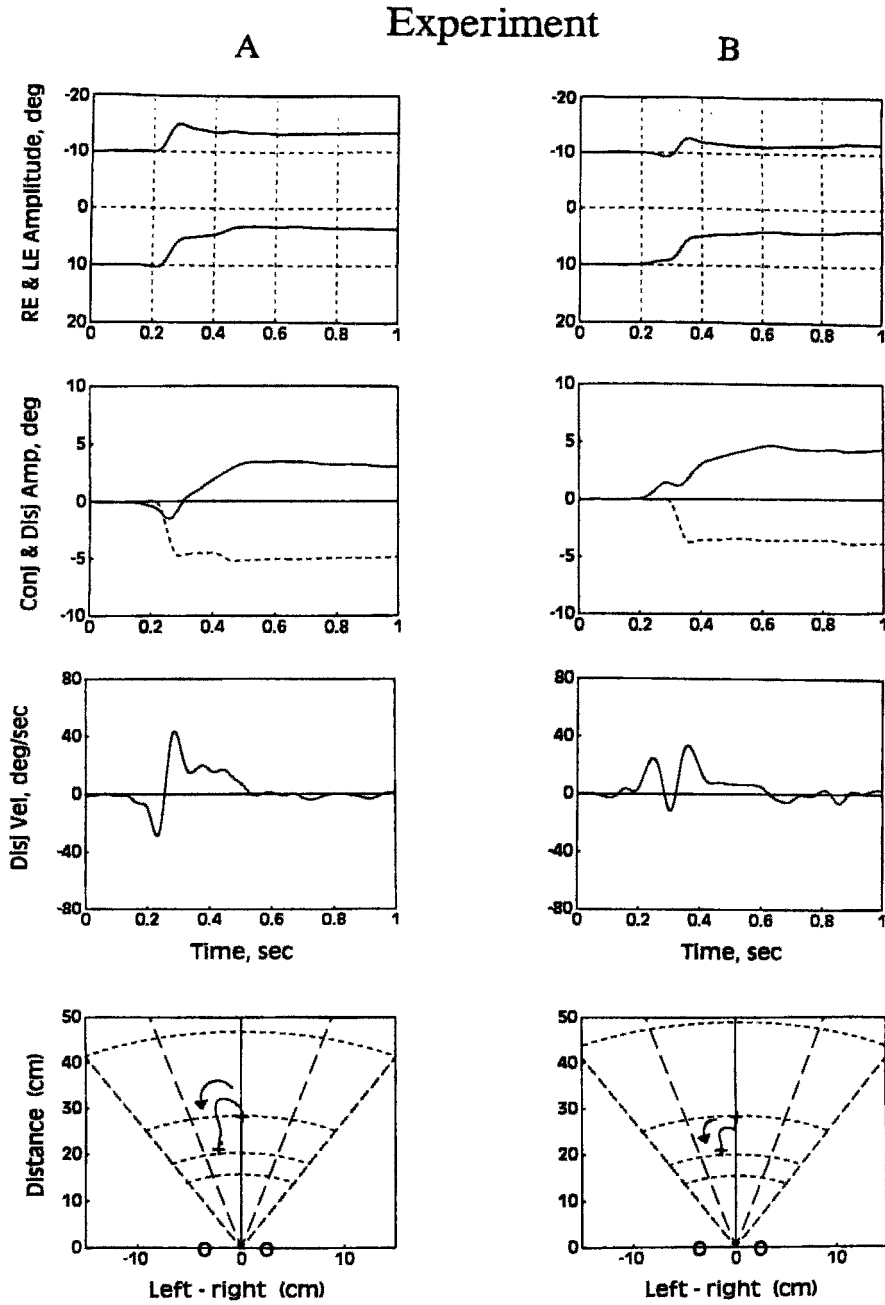 Experiment
A B
RE & LE Amplitude, deg
-20 -20
-10 -10
0 0
10 10
20 20
0 0.2 0.4 0.6 0.8 1 0 0.2 0.4 0.6 0.8 1
Conj & Disj Amp, deg
10 10
5 5
0 0
-5 -5
-10 -10
0 0.2 0.4 0.6 0.8 1 0 0.2 0.4 0.6 0.8 1
Disj Vel, deg/sec
80 80
40 40
0 0
-40 -40
-80 -80
0 0.2 0.4 0.6 0.8 1 0 0.2 0.4 0.6 0.8 1
Time, sec Time, sec
Distance (cm)
50 50
40 40
30 30
20 20
10 10
0 0
-10 0 10 -10 0 10
Left - right (cm) Left - right (cm)